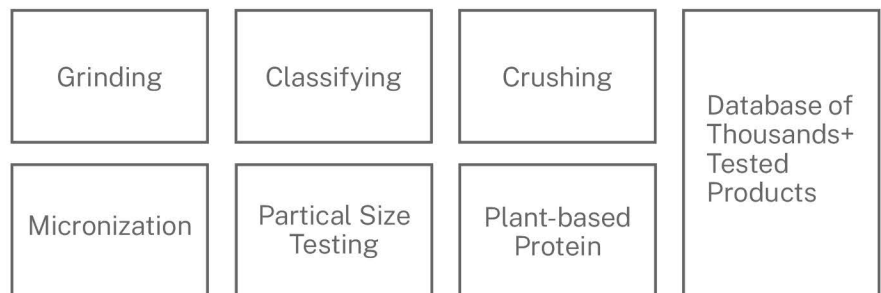 Grinding
Classifying
Crushing
Database of
Thousands+
Tested
Products
Micronization
Partical Size
Testing
Plant-based
Protein